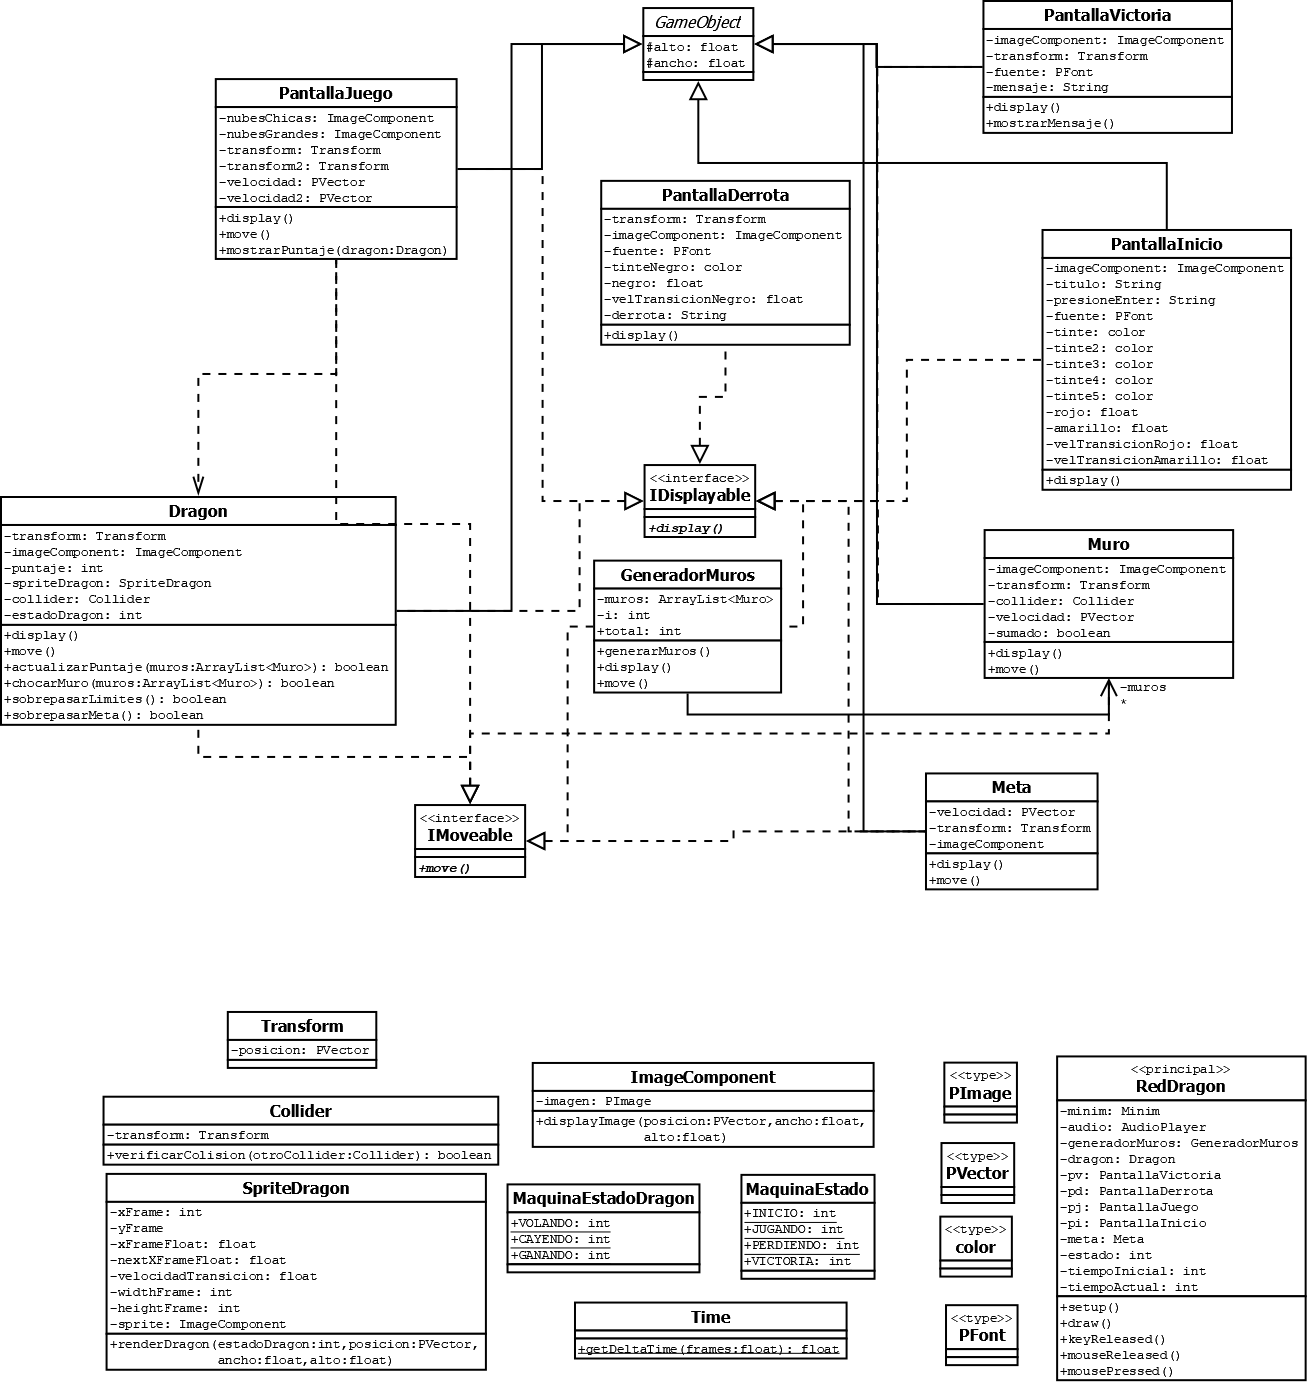 GameObject
#alto: float
#ancho: float
PantallaVictoria
-imageComponent: ImageComponent
-transform: Transform
-fuente: PFont
-mensaje: String
+display()
+mostrarMensaje()
PantallaJuego
-nubesChicas: ImageComponent
-nubesGrandes: ImageComponent
-transform: Transform
-transform2: Transform
-velocidad: PVector
-velocidad2: PVector
+display()
+move()
+mostrarPuntaje(dragon:Dragon)
PantallaDerrota
-transform: Transform
-imageComponent: ImageComponent
-fuente: PFont
-tinteNegro: color
-negro: float
-velTransicionNegro: float
-derrota: String
+display()
PantallaInicio
-imageComponent: ImageComponent
-titulo: String
-presioneEnter: String
-fuente: PFont
-tinte: color
-tinte2: color
-tinte3: color
-tinte4: color
-tinte5: color
-rojo: float
-amarillo: float
-velTransicionRojo: float
-velTransicionAmarillo: float
+display()
<<interface>>
IDisplayable
+display()
Dragon
-transform: Transform
-imageComponent: ImageComponent
-puntaje: int
-spriteDragon: SpriteDragon
-collider: Collider
-estadoDragon: int
+display()
+move()
+actualizarPuntaje(muros:ArrayList<Muro>): boolean
+chocarMuro(muros:ArrayList<Muro>): boolean
+sobrepasarLimites(): boolean
+sobrepasarMeta(): boolean
GeneradorMuros
-muros: ArrayList<Muro>
-i: int
+total: int
+generarMuros()
+display()
+move()
Muro
-imageComponent: ImageComponent
-transform: Transform
-collider: Collider
-velocidad: PVector
-sumado: boolean
+display()
+move()
-muros
*
<<interface>>
IMoveable
+move()
Meta
-velocidad: PVector
-transform: Transform
-imageComponent
+display()
+move()
Transform
-posicion: PVector
Collider
-transform: Transform
+verificarColision(otroCollider:Collider): boolean
SpriteDragon
-xFrame: int
-yFrame
-xFrameFloat: float
-nextXFrameFloat: float
-velocidadTransicion: float
-widthFrame: int
-heightFrame: int
-sprite: ImageComponent
+renderDragon(estadoDragon:int,posicion:PVector,
ancho:float,alto:float)
ImageComponent
-imagen: PImage
+displayImage(posicion:PVector,ancho:float,
alto:float)
MaquinaEstadoDragon
+VOLANDO: int
+CAYENDO: int
+GANANDO: int
MaquinaEstado
+INICIO: int
+JUGANDO: int
+PERDIENDO: int
+VICTORIA: int
Time
+getDeltaTime(frames:float): float
<<type>>
PImage
<<type>>
PVector
<<type>>
color
<<type>>
PFont
<<principal>>
RedDragon
-minim: Minim
-audio: AudioPlayer
-generadorMuros: GeneradorMuros
-dragon: Dragon
-pv: PantallaVictoria
-pd: PantallaDerrota
-pj: PantallaJuego
-pi: PantallaInicio
-meta: Meta
-estado: int
-tiempoInicial: int
-tiempoActual: int
+setup()
+draw()
+keyReleased()
+mouseReleased()
+mousePressed()